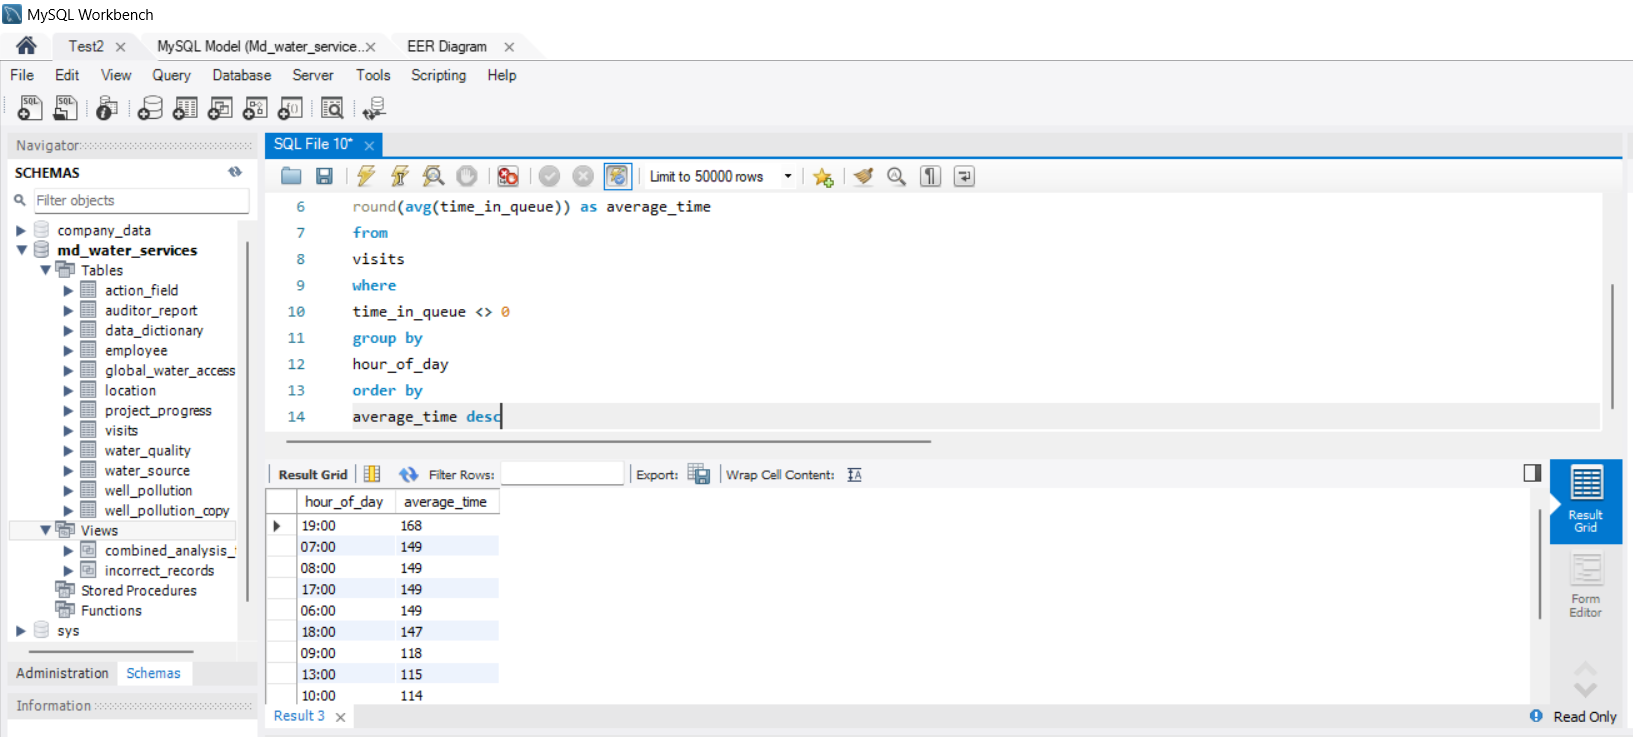 MySQL Workbench
Test2
MySQL Model (Md_water_service..
EER Diagram
File Edit View Query Database Server Tools Scripting Help
Navigator
SCHEMAS
Filter objects
company_data
md_water_services
Tables
action_field
auditor_report
data_dictionary
employee
global_water_access
location
project_progress
visits
water_quality
water_source
well_pollution
well_pollution_copy
Views
combined_analysis_
incorrect_records
Stored Procedures
Functions
sys
Administration Schemas
Information
SQL File 10*
Limit to 50000 rows
6 round(avg(time_in_queue)) as average_time
7 from
8 visits
9 where
10 time_in_queue <> 0
11 group by
12 hour_of_day
13 order by
14 average_time desc
Result Grid Filter Rows: Export: Wrap Cell Content:
hour_of_day average_time
19:00 168
07:00 149
08:00 149
17:00 149
06:00 149
18:00 147
09:00 118
13:00 115
10:00 114
Result 3
Result
Grid
Form
Editor
Read Only